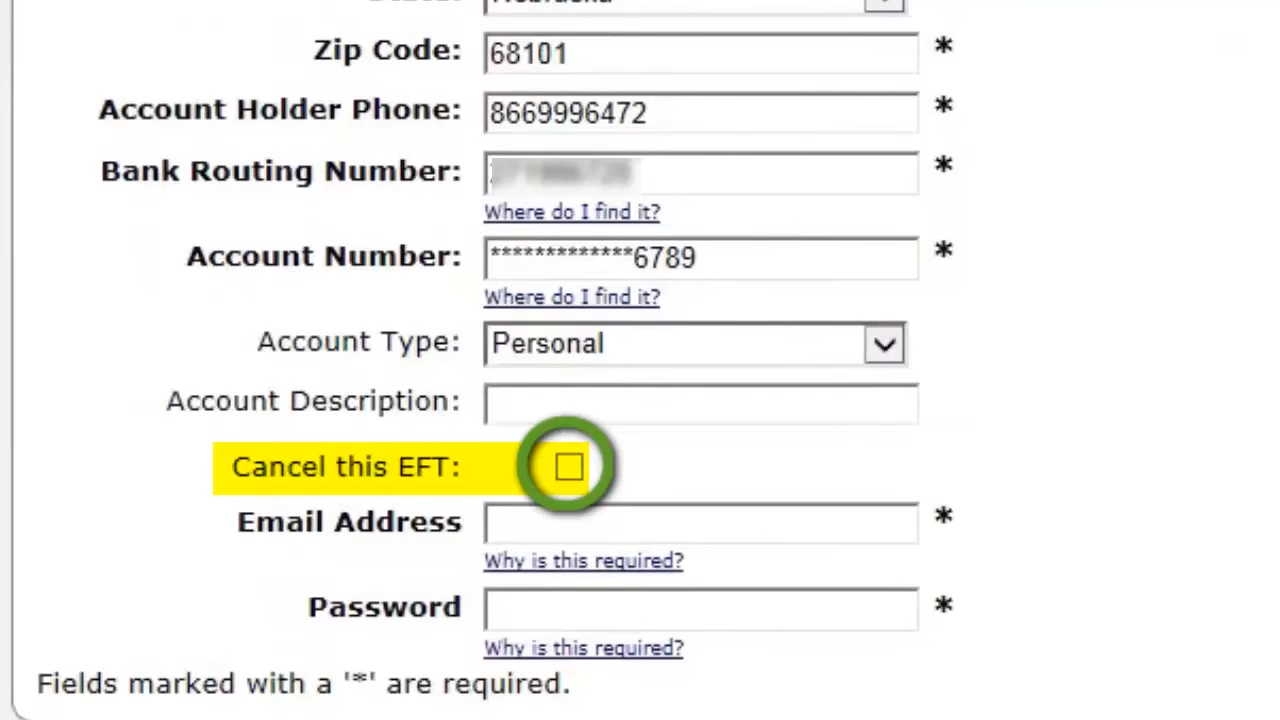 Zip Code: 68101 *
Account Holder Phone: 8669996472 *
Bank Routing Number: *
Where do I find it?
Account Number: *************6789 *
Where do I find it?
Account Type: Personal
Account Description:
Cancel this EFT:
Email Address *
Why is this required?
Password *
Why is this required?
Fields marked with a '*' are required.